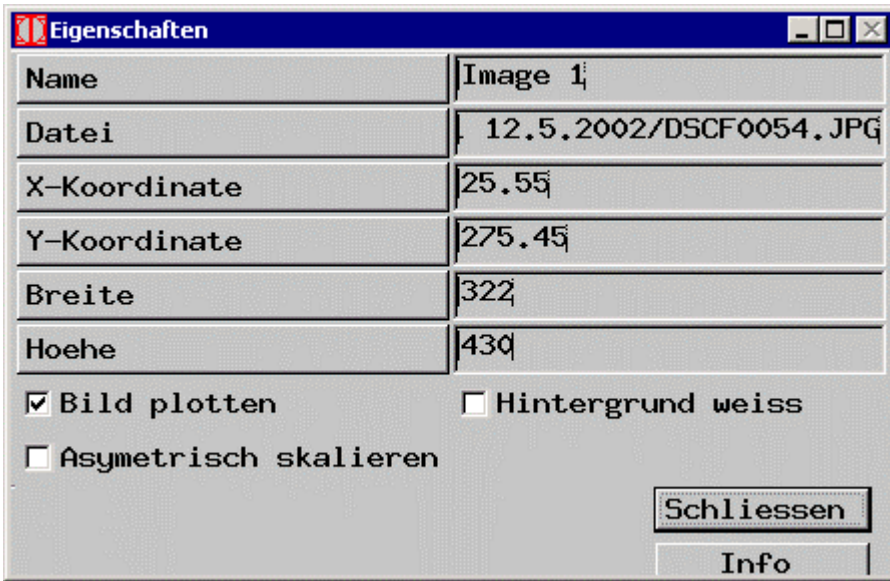 Eigenschaften
Name Image 1
Datei . 12.5.2002/DSCF0054.JPG
X-Koordinate 25.55
Y-Koordinate 275.45
Breite 322
Hoehe 430
Bild plotten Hintergrund weiss
Asymetrisch skalieren
Schliessen
Info